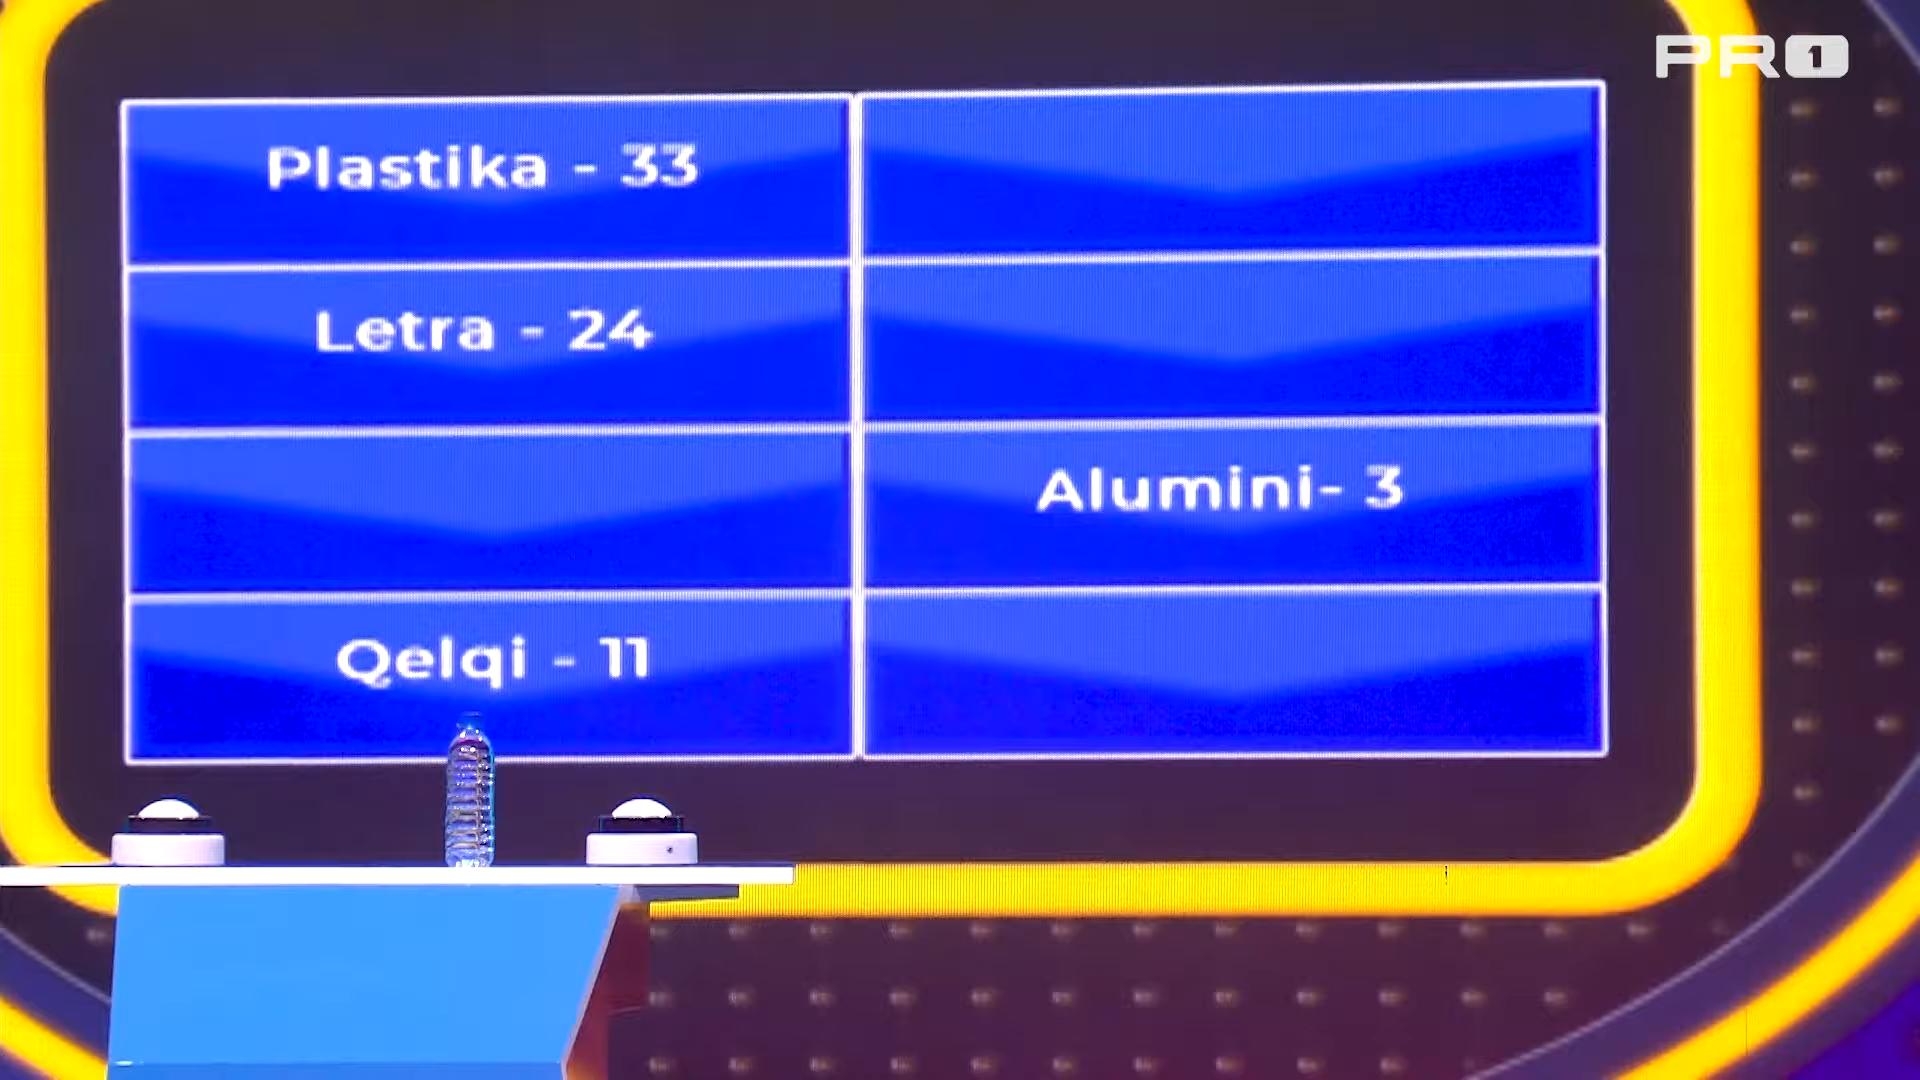 PRO1
Plastika - 33
Letra - 24
Alumini- 3
Qelqi - 11